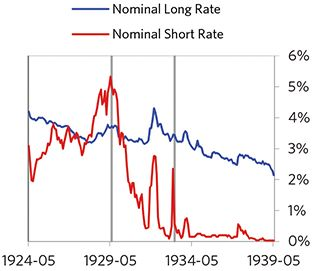 Nominal Long Rate
Nominal Short Rate
6%
5%
4%
3%
2%
1%
0%
1924-05 1929-05 1934-05 1939-05